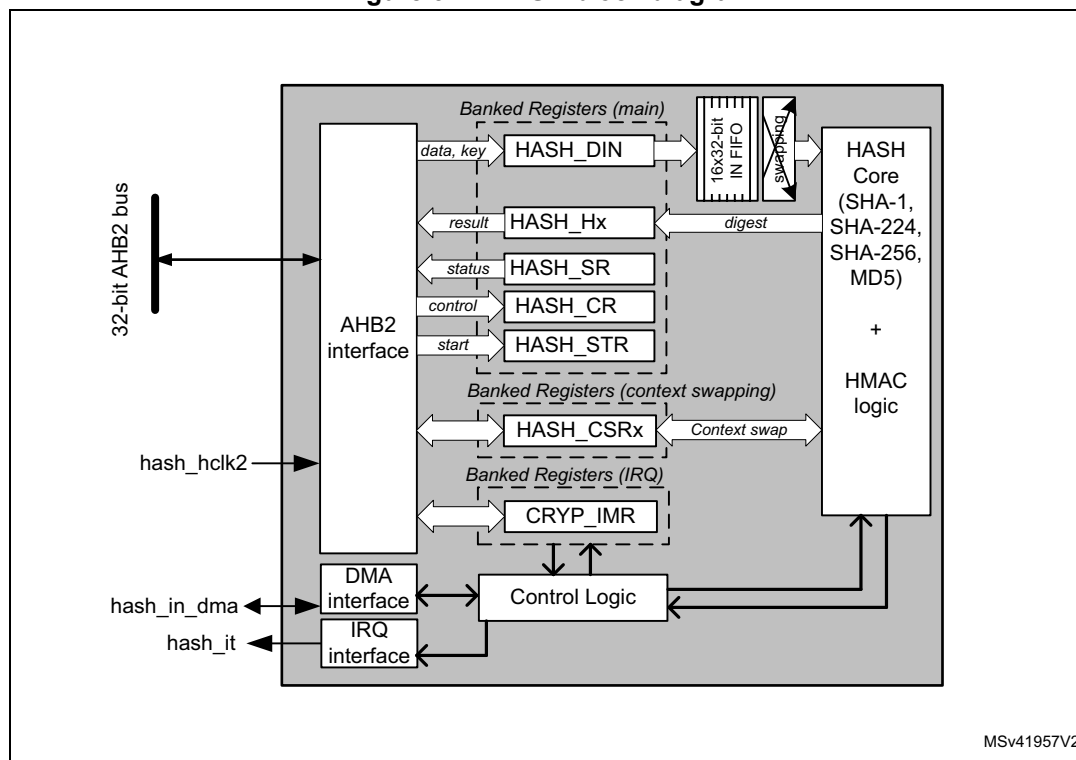 Banked Registers (main)
data, key
HASH_DIN
16x32-bit
IN FIFO
swapping
HASH
Core
(SHA-1,
SHA-224,
SHA-256,
MD5)
+
HMAC
logic
result
HASH_Hx
digest
status
HASH_SR
control
HASH_CR
start
HASH_STR
32-bit AHB2 bus
AHB2
interface
Banked Registers (context swapping)
HASH_CSRx
Context swap
hash_hclk2
Banked Registers (IRQ)
CRYP_IMR
DMA
interface
Control Logic
hash_in_dma
hash_it
IRQ
interface
MSv41957V2